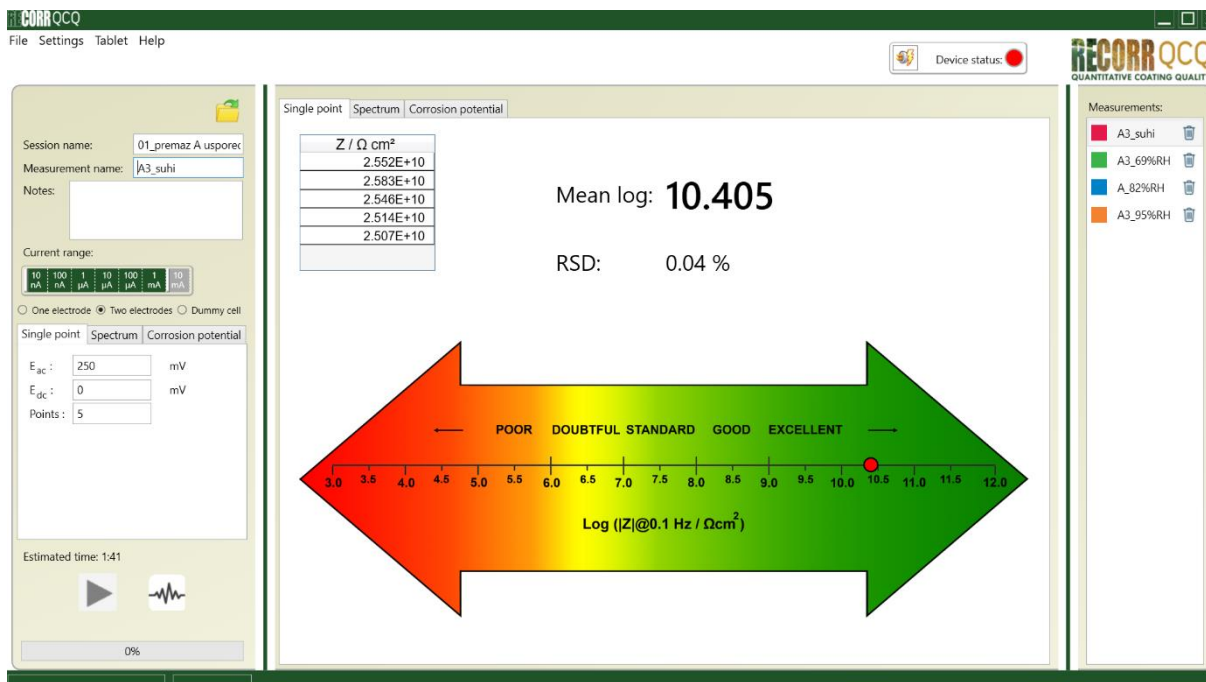 RECORR QCQ
File Settings Tablet Help
Device status:
RECORR QCQ
QUANTITATIVE COATING QUALIT
Session name: 01_premaz A usporec
Measurement name: A3_suhi
Notes:
Current range:
10 nA 100 nA 1 µA 10 µA 100 µA 1 mA 10 mA
One electrode Two electrodes Dummy cell
Single point Spectrum Corrosion potential
E ac : 250 mV
E dc : 0 mV
Points : 5
Estimated time: 1:41
0%
Single point Spectrum Corrosion potential
Z / Ω cm²
2.552E+10
2.583E+10
2.546E+10
2.514E+10
2.507E+10
Mean log: 10.405
RSD: 0.04 %
POOR DOUBTFUL STANDARD GOOD EXCELLENT
3.0 3.5 4.0 4.5 5.0 5.5 6.0 6.5 7.0 7.5 8.0 8.5 9.0 9.5 10.0 10.5 11.0 11.5 12.0
Log (|Z|@0.1 Hz / Ωcm²)
Measurements:
A3_suhi
A3_69%RH
A_82%RH
A3_95%RH